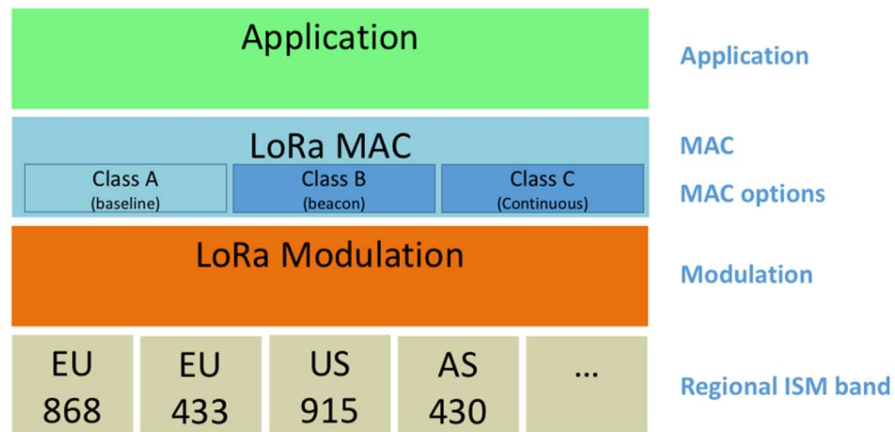 Application
Application
LoRa MAC
MAC
Class A
(baseline)
Class B
(beacon)
Class C
(Continuous)
MAC options
LoRa Modulation
Modulation
EU
868
EU
433
US
915
AS
430
...
Regional ISM band